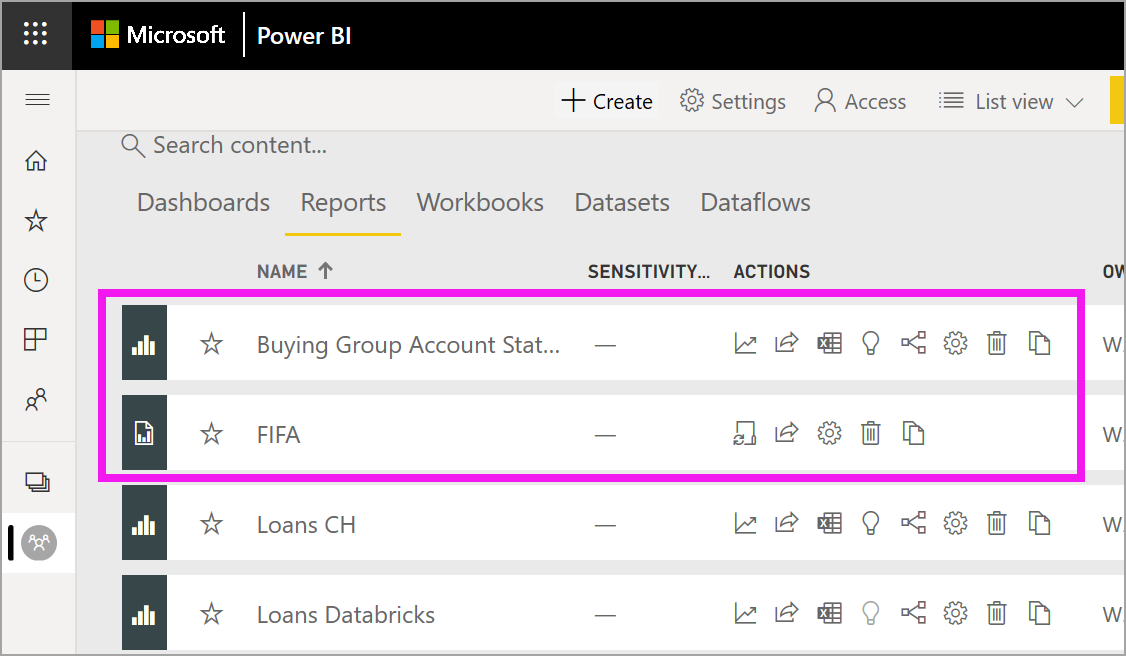 Microsoft Power BI
Create Settings Access List view
Search content...
Dashboards Reports Workbooks Datasets Dataflows
NAME SENSITIVITY... ACTIONS
Buying Group Account Stat... —
FIFA —
Loans CH —
Loans Databricks —